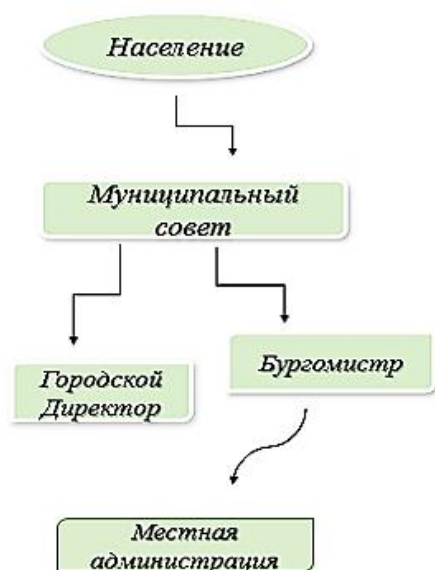 Население
Муниципальный
совет
Городской
Директор
Бургомистр
Местная
администрация